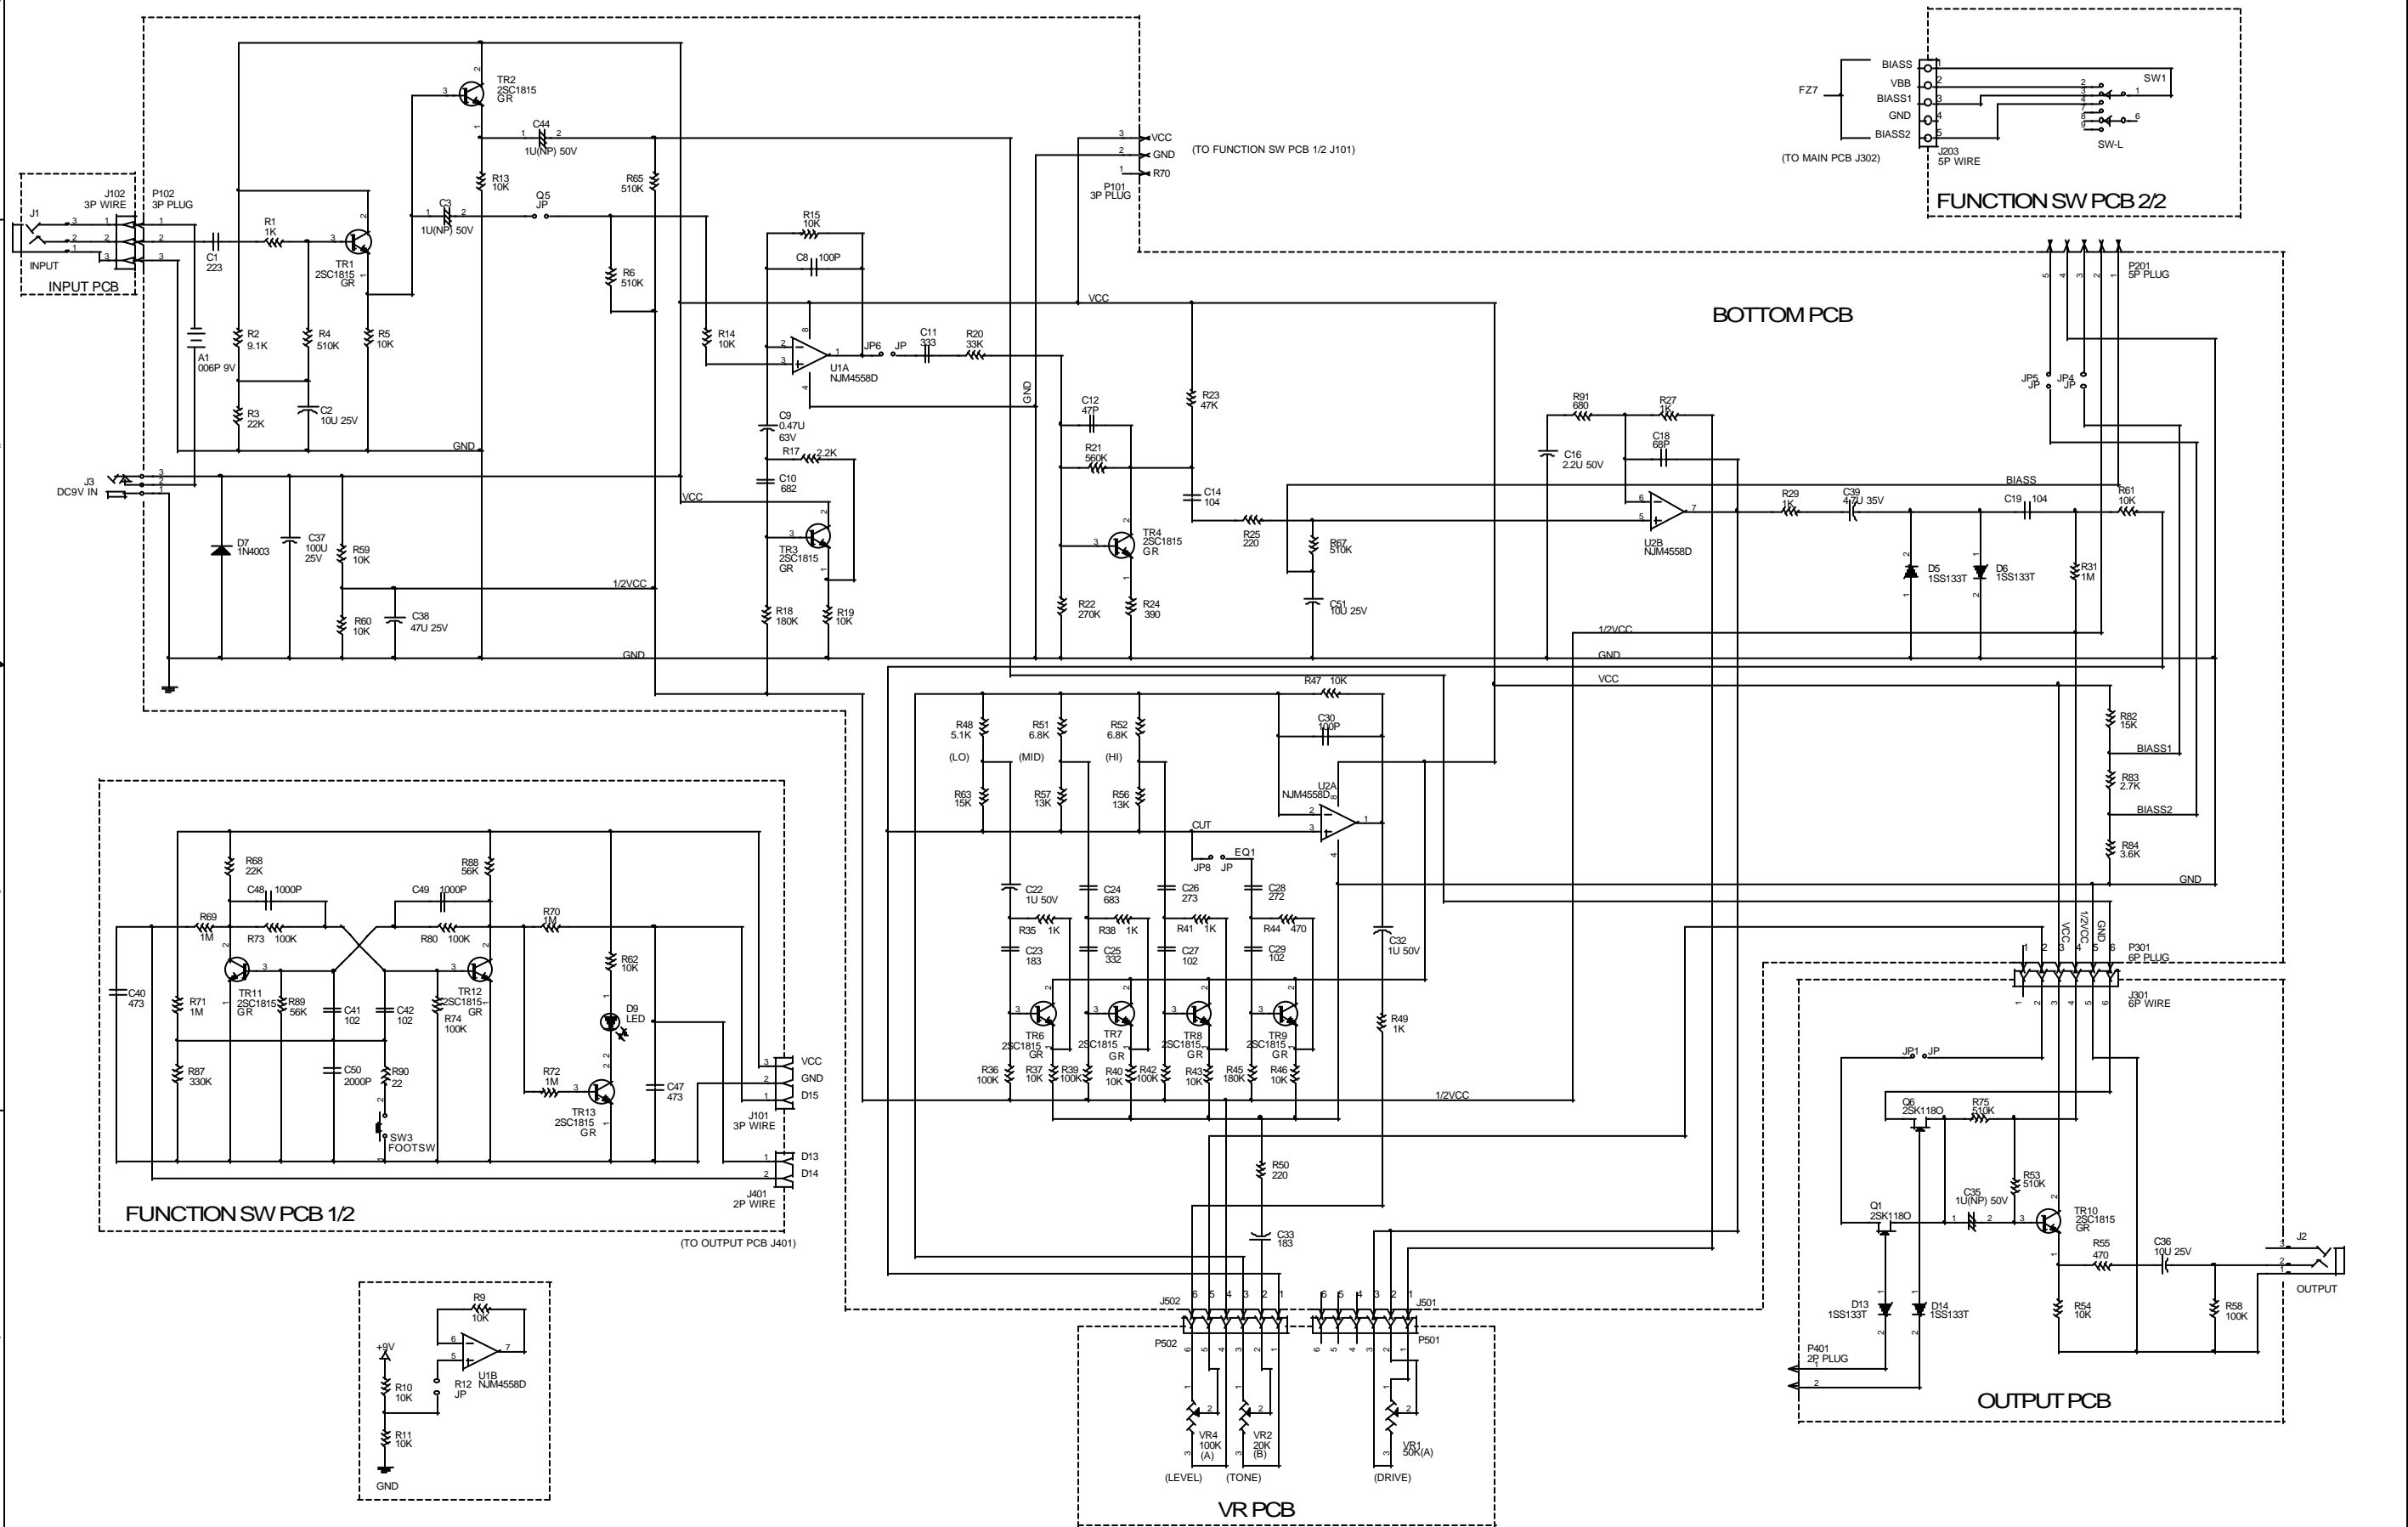 TR2
2SC1815
GR
C44
1U(NP) 50V
R13
10K
R65
510K
C3
1U(NP) 50V
Q5
JP
R6
510K
J102
3P WIRE
P102
3P PLUG
J1
INPUT
INPUT PCB
C1
223
R1
1K
TR1
2SC1815
GR
R2
9.1K
R4
510K
R5
10K
A1
006P 9V
R3
22K
C2
10U 25V
GND
J3
DC9V IN
D7
1N4003
C37
100U
25V
R59
10K
R60
10K
C38
47U 25V
1/2VCC
GND
VCC
R15
10K
C8 100P
R14
10K
U1A
NJM4558D
JP6 JP
C11
333
R20
33K
C9
0.47U
63V
R17 2.2K
C10
682
TR3
2SC1815
GR
R18
180K
R19
10K
VCC
GND
3 VCC
2 GND
1 R70
P101
3P PLUG
(TO FUNCTION SW PCB 1/2 J101)
C12
47P
R21
560K
R23
47K
TR4
2SC1815
GR
R22
270K
R24
390
C14
104
R25
220
R67
510K
C51
10U 25V
C16
2.2U 50V
R91
680
R27
1K
C18
68P
U2B
NJM4558D
R29
1K
C39
4.7U 35V
BIASS
C19 104
R61
10K
D5
1SS133T
D6
1SS133T
R31
1M
1/2VCC
GND
VCC
BOTTOM PCB
FZ7
BIASS
VBB
BIASS1
GND
BIASS2
(TO MAIN PCB J302)
J203
5P WIRE
SW1
SW-L
FUNCTION SW PCB 2/2
P201
5P PLUG
JP5
JP
JP4
JP
R82
15K
BIASS1
R83
2.7K
BIASS2
R84
3.6K
GND
R47 10K
C30
100P
R48
5.1K
R51
6.8K
R52
6.8K
(LO)
(MID)
(HI)
R63
15K
R57
13K
R56
13K
U2A
NJM4558D
CUT
JP8 JP
EQ1
C22
1U 50V
C24
683
C26
273
C28
272
R35 1K
R38 1K
R41 1K
R44 470
C23
183
C25
332
C27
102
C29
102
TR6
2SC1815
GR
TR7
2SC1815
GR
TR8
2SC1815
GR
TR9
2SC1815
GR
R36
100K
R37
10K
R39
100K
R40
10K
R42
100K
R43
10K
R45
180K
R46
10K
C32
1U 50V
R49
1K
1/2VCC
R50
220
C33
183
R68
22K
R88
56K
C48 1000P
C49 1000P
R69
1M
R73 100K
R80 100K
R70
1M
TR11
2SC1815
GR
TR12
2SC1815
GR
C40
473
R71
1M
R89
56K
C41
102
C42
102
R74
100K
R62
10K
D9
LED
R87
330K
C50
2000P
R90
22
R72
1M
TR13
2SC1815
GR
C47
473
SW3
FOOTSW
3 VCC
2 GND
1 D15
J101
3P WIRE
1 D13
2 D14
J401
2P WIRE
FUNCTION SW PCB 1/2
(TO OUTPUT PCB J401)
R9
10K
+9V
R10
10K
R11
10K
R12
JP
U1B
NJM4558D
GND
J502
J501
P502
P501
VR4
100K
(A)
VR2
20K
(B)
VR1
50K(A)
(LEVEL)
(TONE)
(DRIVE)
VR PCB
VCC
1/2VCC
GND
P301
6P PLUG
J301
6P WIRE
JP1 JP
Q6
2SK118O
R75
510K
R53
510K
Q1
2SK118O
C35
1U(NP) 50V
TR10
2SC1815
GR
R55
470
C36
10U 25V
J2
OUTPUT
D13
1SS133T
D14
1SS133T
R54
10K
R58
100K
P401
2P PLUG
OUTPUT PCB